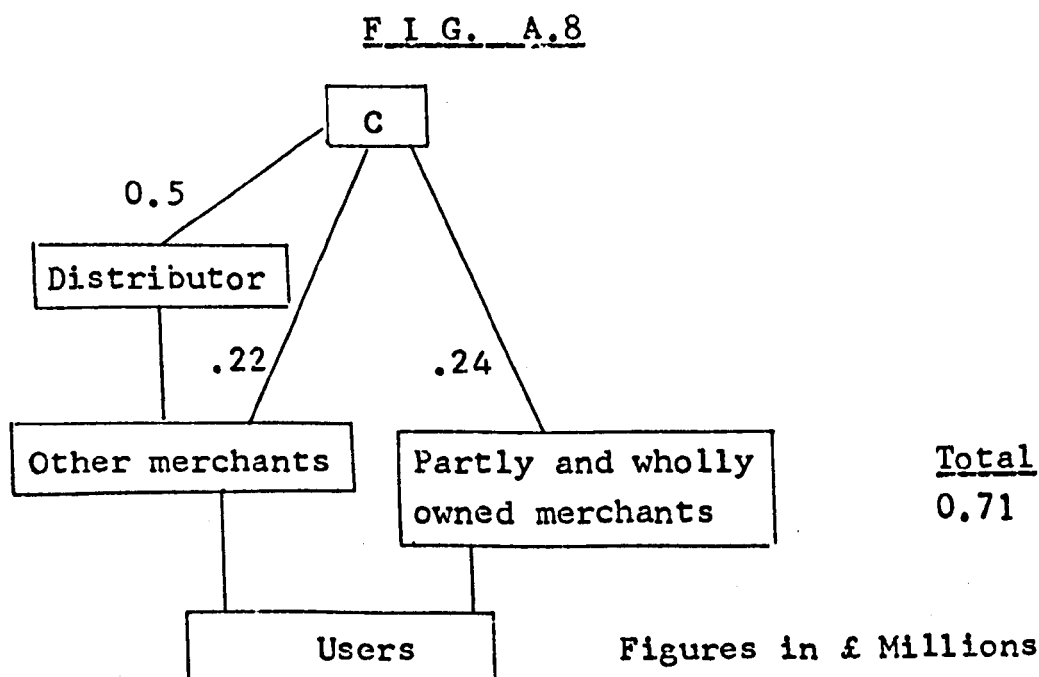 FIG. A.8
C
0.5
Distributor
.22
.24
Other merchants
Partly and wholly
owned merchants
Total
0.71
Users
Figures in £ Millions